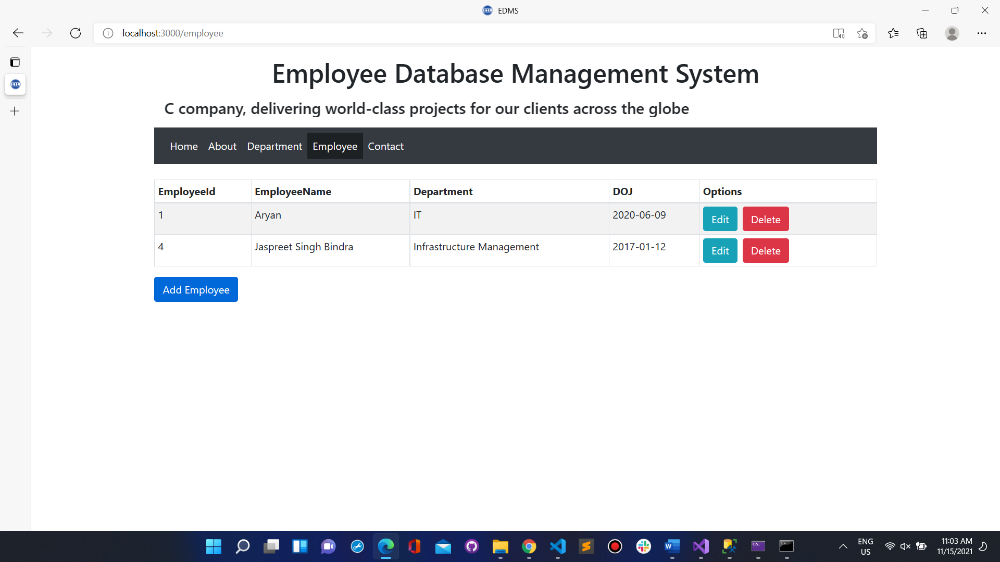 EDMS
localhost:3000/employee
Employee Database Management System
C company, delivering world-class projects for our clients across the globe
Home About Department Employee Contact
EmployeeId EmployeeName Department DOJ Options
1 Aryan IT 2020-06-09 Edit Delete
4 Jaspreet Singh Bindra Infrastructure Management 2017-01-12 Edit Delete
Add Employee
ENG
US
11:03 AM
11/15/2021